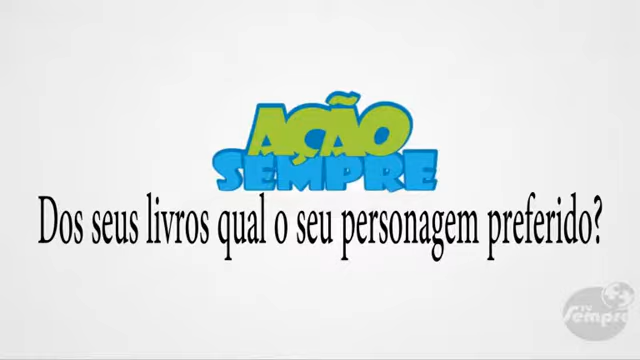 AÇÃO
SEMPRE
Dos seus livros qual o seu personagem preferido?
TV
Sempre